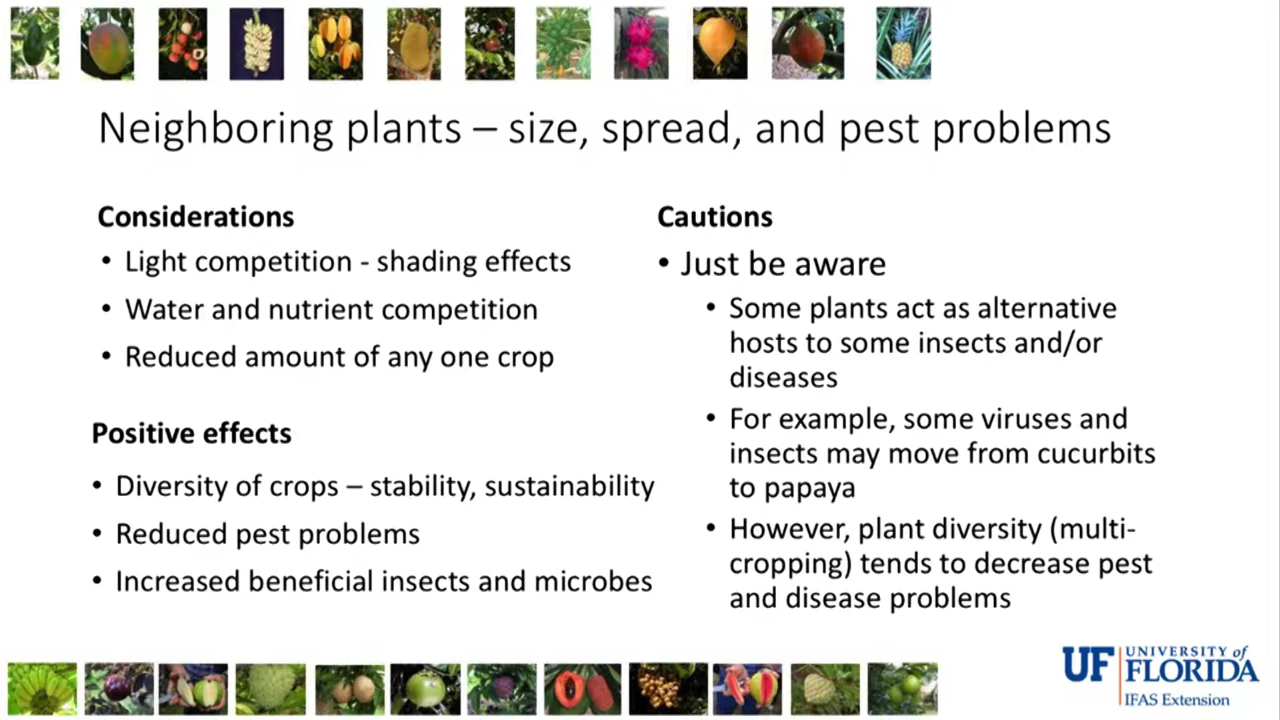 Neighboring plants – size, spread, and pest problems
Considerations
• Light competition - shading effects
• Water and nutrient competition
• Reduced amount of any one crop
Positive effects
• Diversity of crops – stability, sustainability
• Reduced pest problems
• Increased beneficial insects and microbes
Cautions
• Just be aware
• Some plants act as alternative
hosts to some insects and/or
diseases
• For example, some viruses and
insects may move from cucurbits
to papaya
• However, plant diversity (multi-
cropping) tends to decrease pest
and disease problems
UF UNIVERSITY of
FLORIDA
IFAS Extension